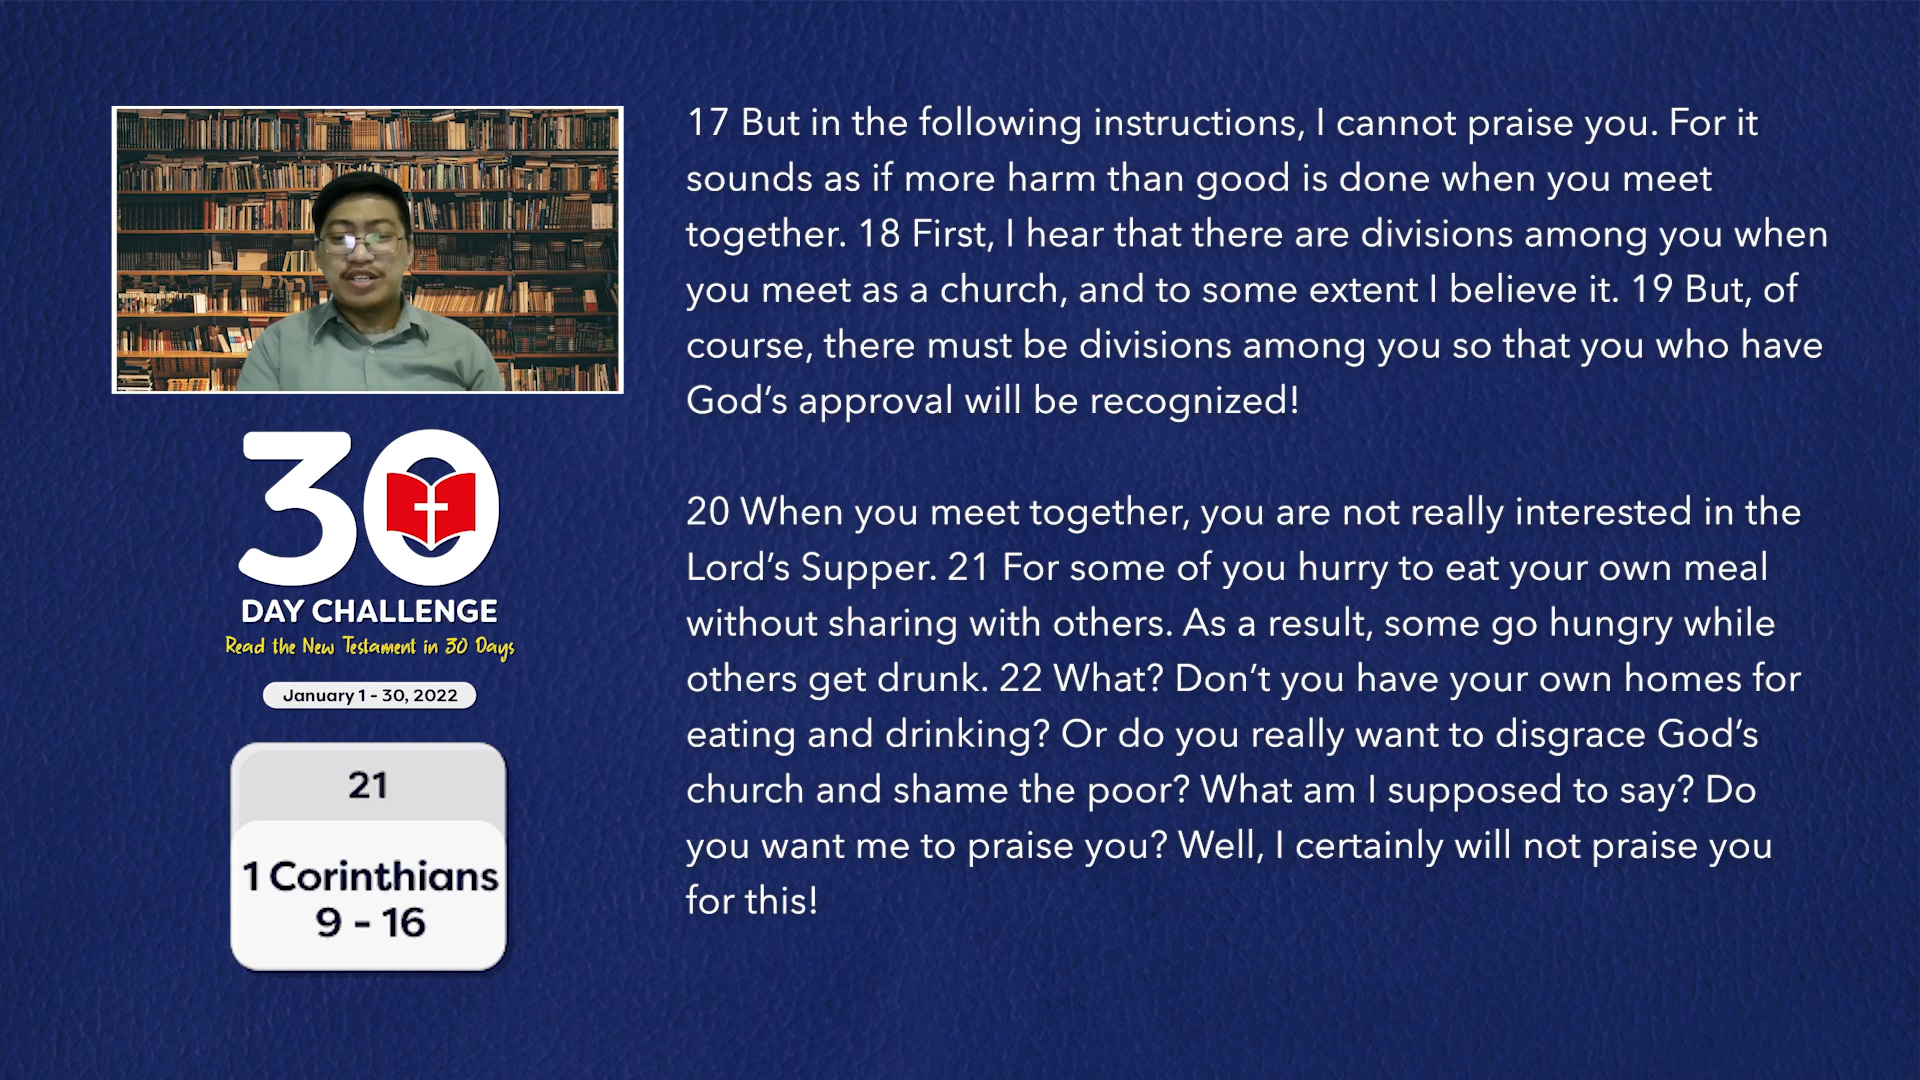 17 But in the following instructions, I cannot praise you. For it
sounds as if more harm than good is done when you meet
together. 18 First, I hear that there are divisions among you when
you meet as a church, and to some extent I believe it. 19 But, of
course, there must be divisions among you so that you who have
God’s approval will be recognized!
20 When you meet together, you are not really interested in the
Lord’s Supper. 21 For some of you hurry to eat your own meal
without sharing with others. As a result, some go hungry while
others get drunk. 22 What? Don’t you have your own homes for
eating and drinking? Or do you really want to disgrace God’s
church and shame the poor? What am I supposed to say? Do
you want me to praise you? Well, I certainly will not praise you
for this!
30
DAY CHALLENGE
Read the New Testament in 30 Days
January 1 - 30, 2022
21
1 Corinthians
9 - 16